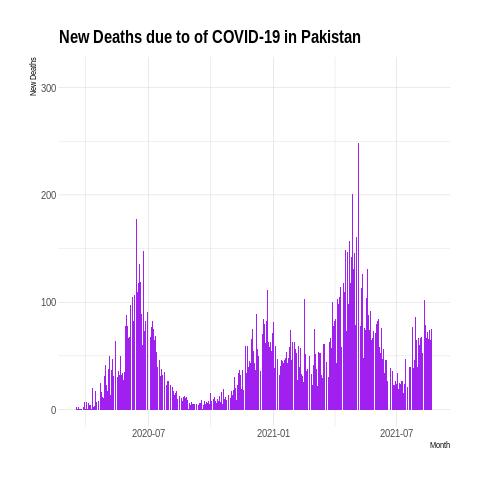 New Deaths due to of COVID-19 in Pakistan
New Deaths
300
200
100
0
2020-07
2021-01
2021-07
Month